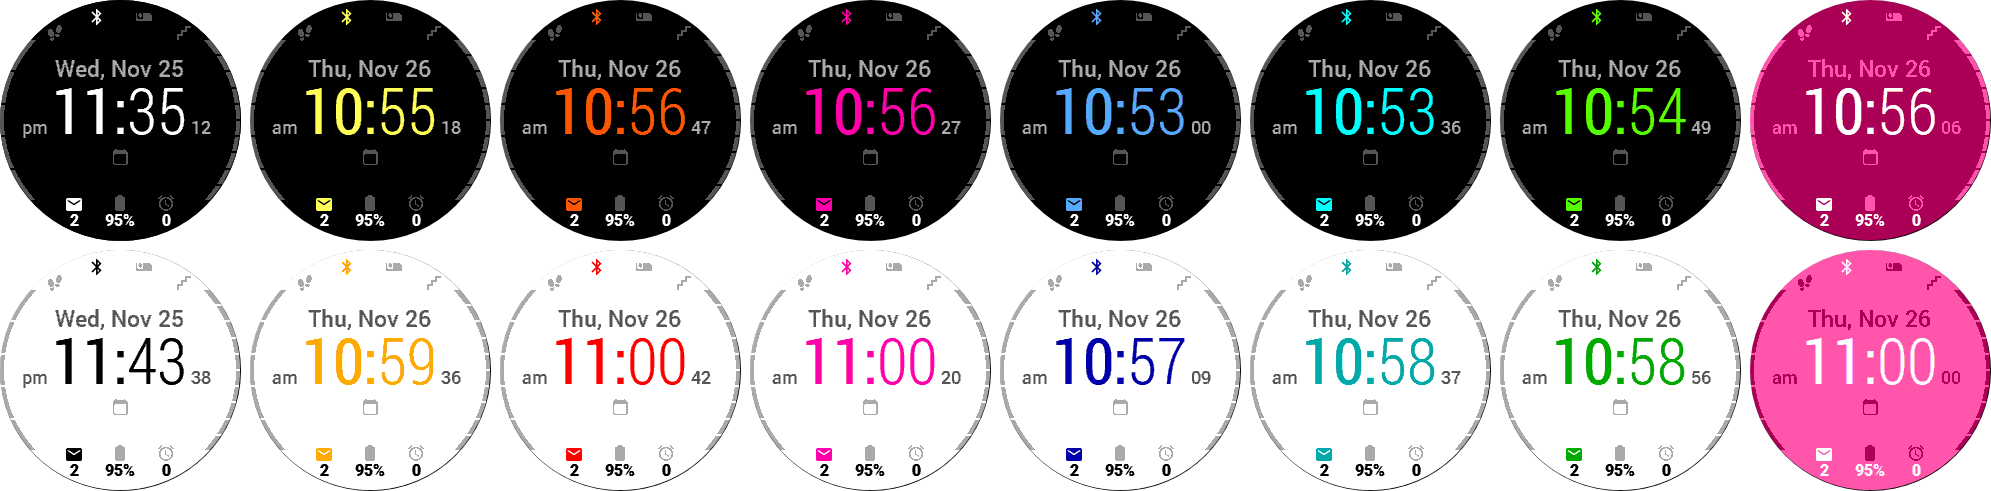 Wed, Nov 25
pm 11:35 12
2 95% 0
Thu, Nov 26
am 10:55 18
2 95% 0
Thu, Nov 26
am 10:56 47
2 95% 0
Thu, Nov 26
am 10:56 27
2 95% 0
Thu, Nov 26
am 10:53 00
2 95% 0
Thu, Nov 26
am 10:53 36
2 95% 0
Thu, Nov 26
am 10:54 49
2 95% 0
Thu, Nov 26
am 10:56 06
2 95% 0
Wed, Nov 25
pm 11:43 38
2 95% 0
Thu, Nov 26
am 10:59 36
2 95% 0
Thu, Nov 26
am 11:00 42
2 95% 0
Thu, Nov 26
am 11:00 20
2 95% 0
Thu, Nov 26
am 10:57 09
2 95% 0
Thu, Nov 26
am 10:58 37
2 95% 0
Thu, Nov 26
am 10:58 56
2 95% 0
Thu, Nov 26
am 11:00 00
2 95% 0